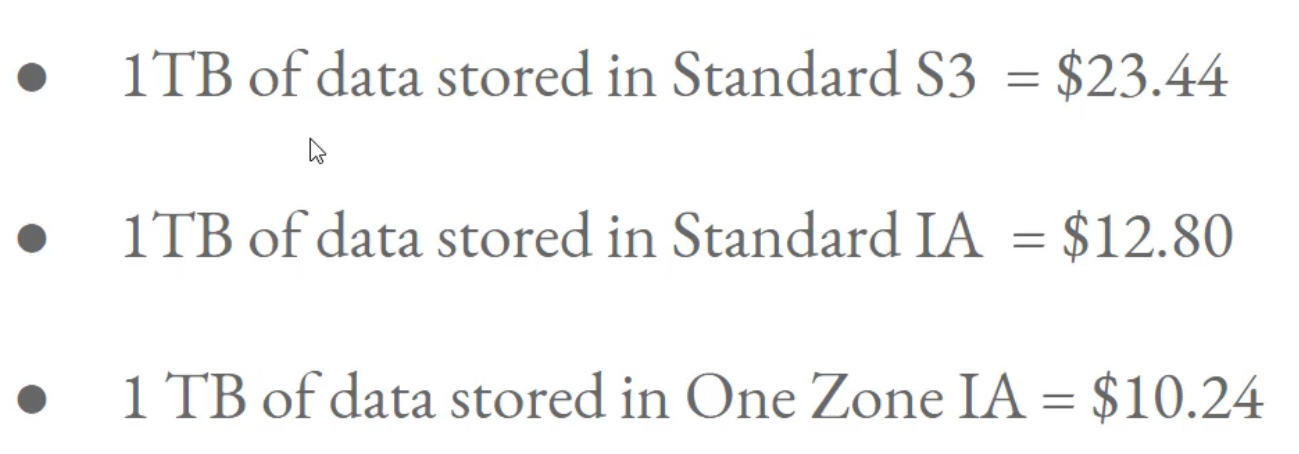 ● 1TB of data stored in Standard S3 = $23.44
● 1TB of data stored in Standard IA = $12.80
● 1 TB of data stored in One Zone IA = $10.24